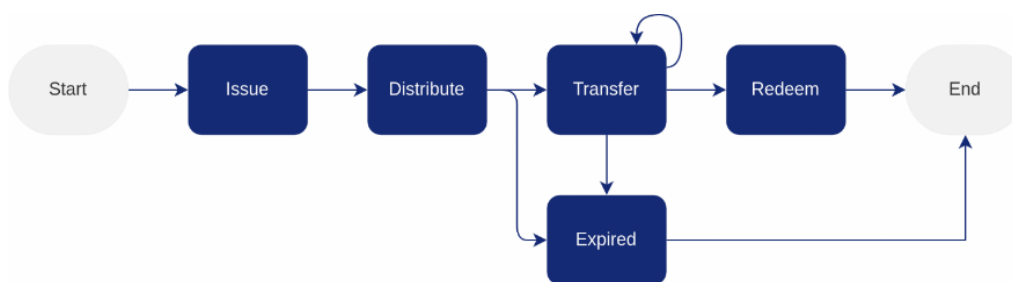 Start
Issue
Distribute
Transfer
Redeem
End
Expired